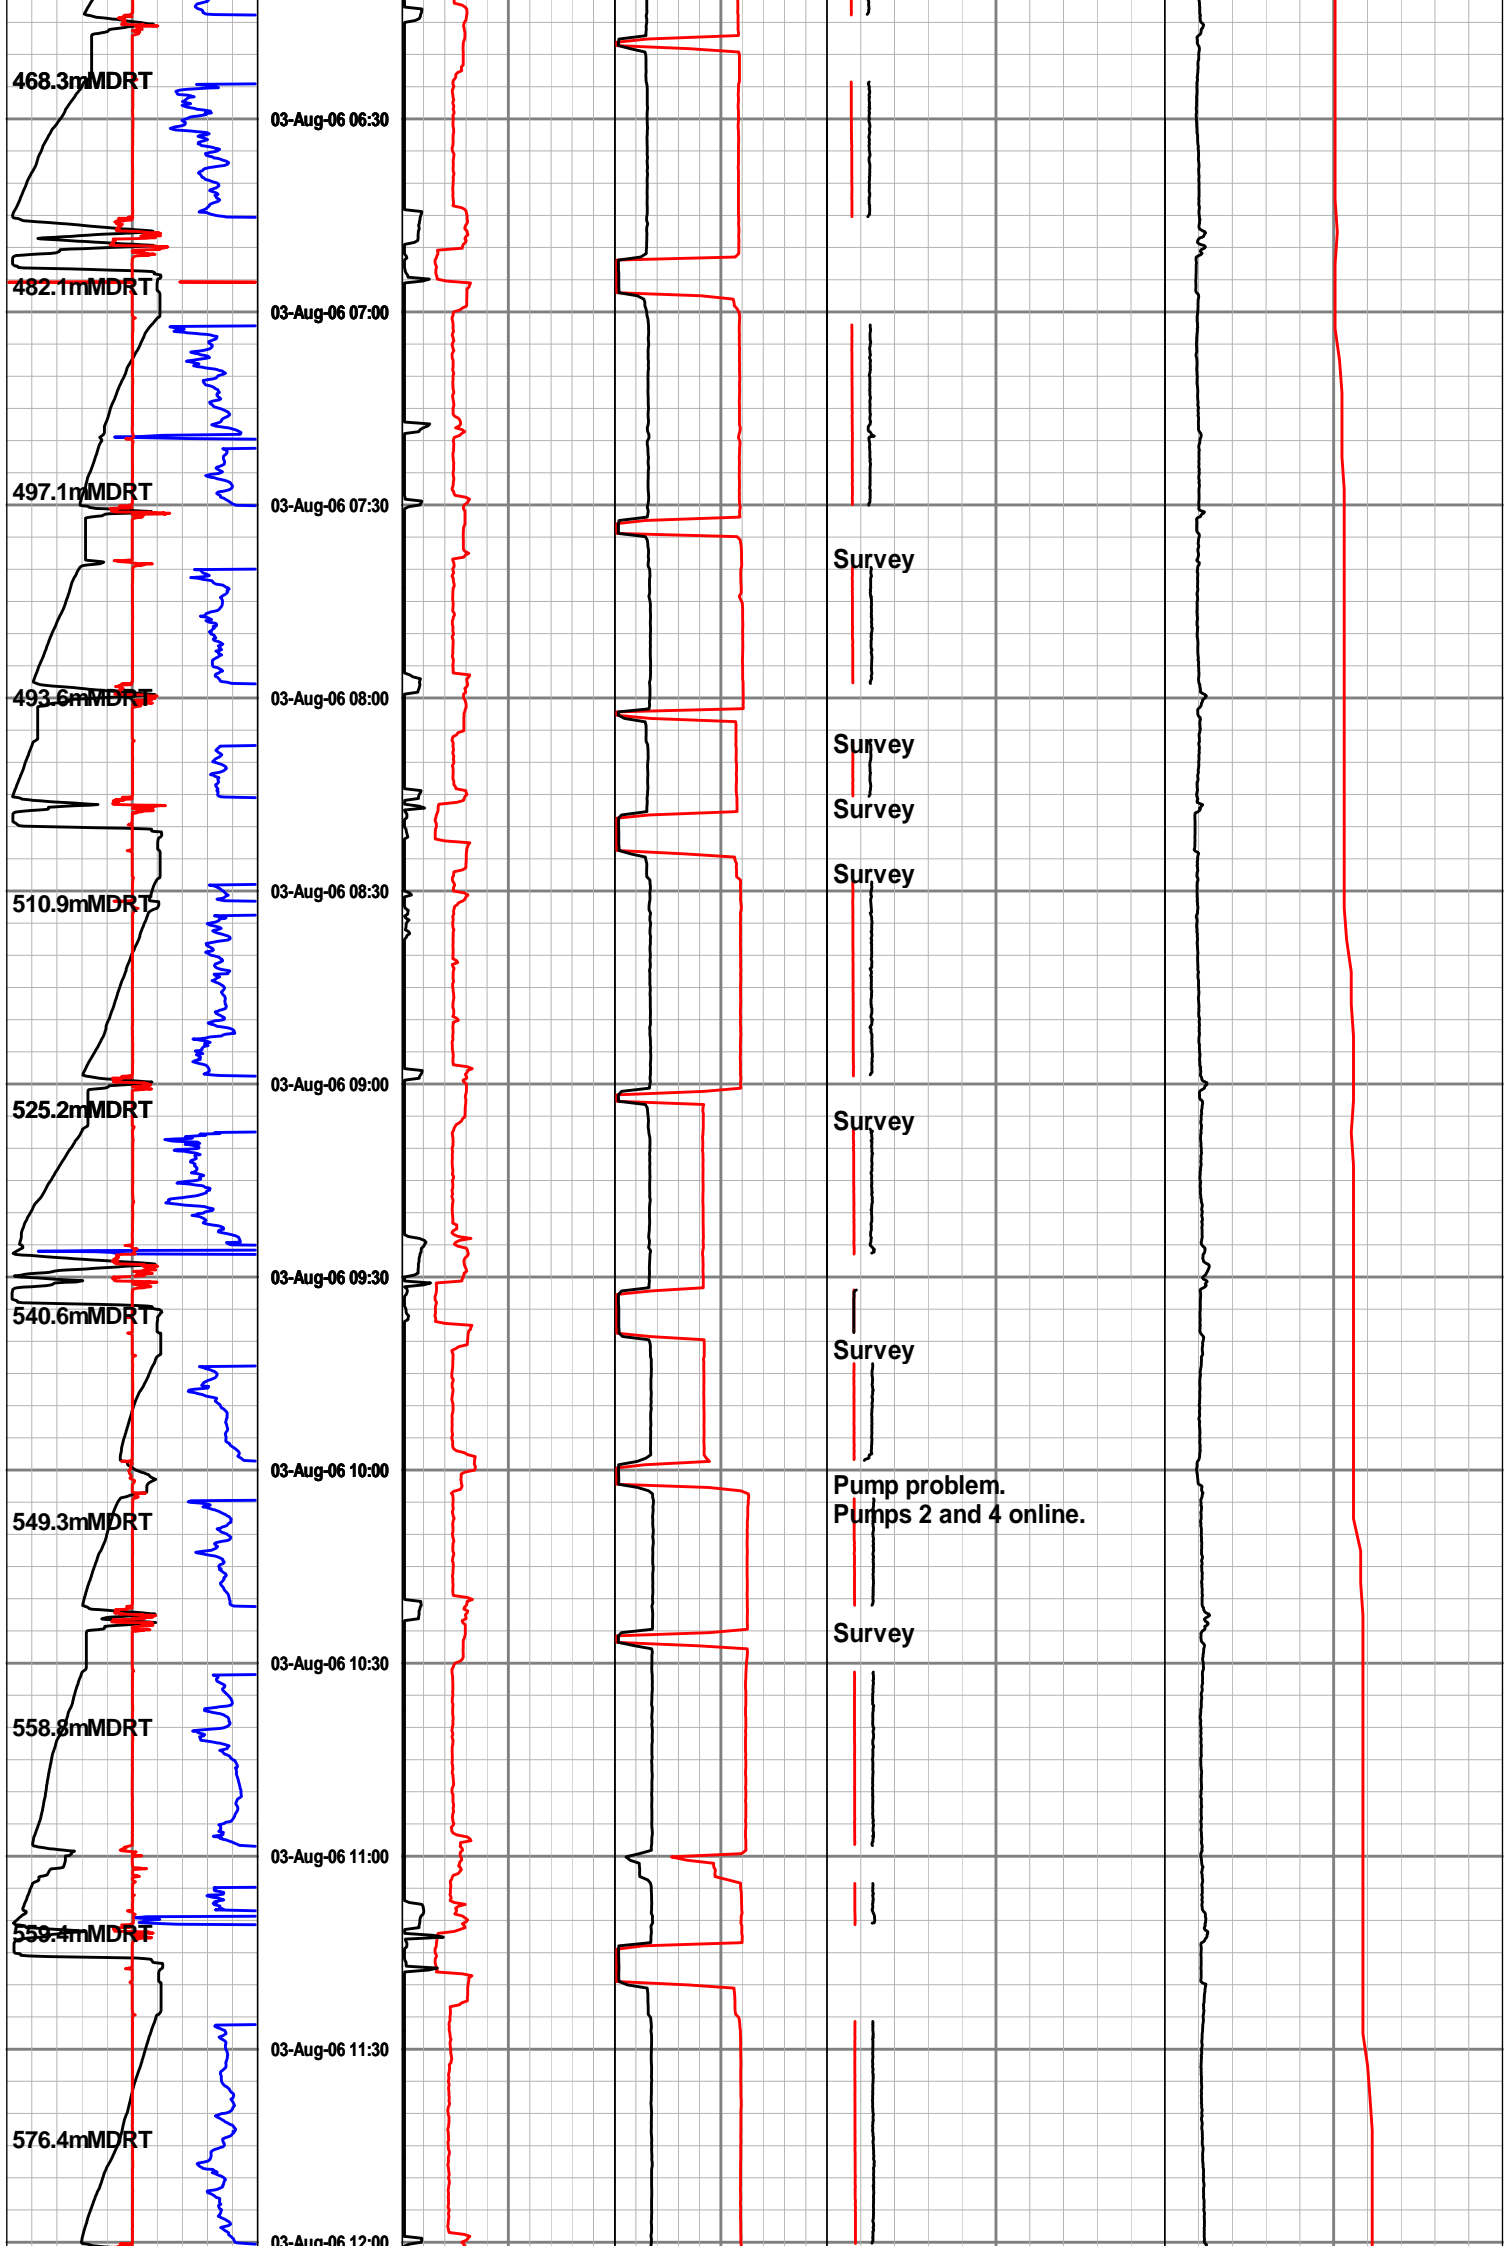 468.3mMDRT
03-Aug-06 06:30
482.1mMDRT
03-Aug-06 07:00
497.1mMDRT
03-Aug-06 07:30
Survey
493.6mMDRT
03-Aug-06 08:00
Survey
Survey
Survey
03-Aug-06 08:30
510.9mMDRT
03-Aug-06 09:00
525.2mMDRT
Survey
03-Aug-06 09:30
540.6mMDRT
Survey
03-Aug-06 10:00
Pump problem.
Pumps 2 and 4 online.
549.3mMDRT
Survey
03-Aug-06 10:30
558.8mMDRT
03-Aug-06 11:00
559.4mMDRT
03-Aug-06 11:30
576.4mMDRT
03-Aug-06 12:00